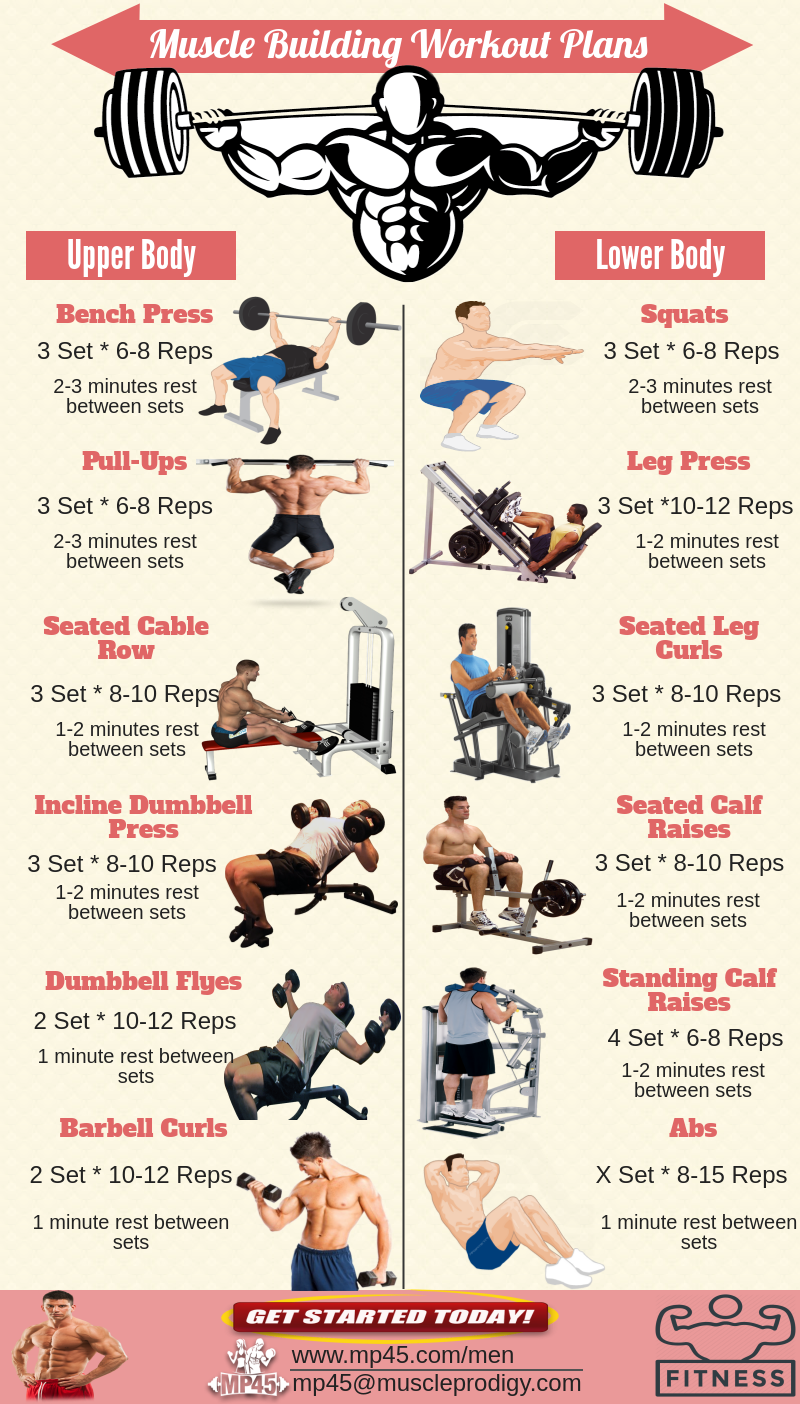 Muscle Building Workout Plans
Upper Body
Bench Press
3 Set * 6-8 Reps
2-3 minutes rest
between sets
Pull-Ups
3 Set * 6-8 Reps
2-3 minutes rest
between sets
Seated Cable
Row
3 Set * 8-10 Reps
1-2 minutes rest
between sets
Incline Dumbbell
Press
3 Set * 8-10 Reps
1-2 minutes rest
between sets
Dumbbell Flyes
2 Set * 10-12 Reps
1 minute rest between
sets
Barbell Curls
2 Set * 10-12 Reps
1 minute rest between
sets
Lower Body
Squats
3 Set * 6-8 Reps
2-3 minutes rest
between sets
Leg Press
3 Set *10-12 Reps
1-2 minutes rest
between sets
Seated Leg
Curls
3 Set * 8-10 Reps
1-2 minutes rest
between sets
Seated Calf
Raises
3 Set * 8-10 Reps
1-2 minutes rest
between sets
Standing Calf
Raises
4 Set * 6-8 Reps
1-2 minutes rest
between sets
Abs
X Set * 8-15 Reps
1 minute rest between
sets
GET STARTED TODAY!
MP45
www.mp45.com/men
mp45@muscleprodigy.com
FITNESS